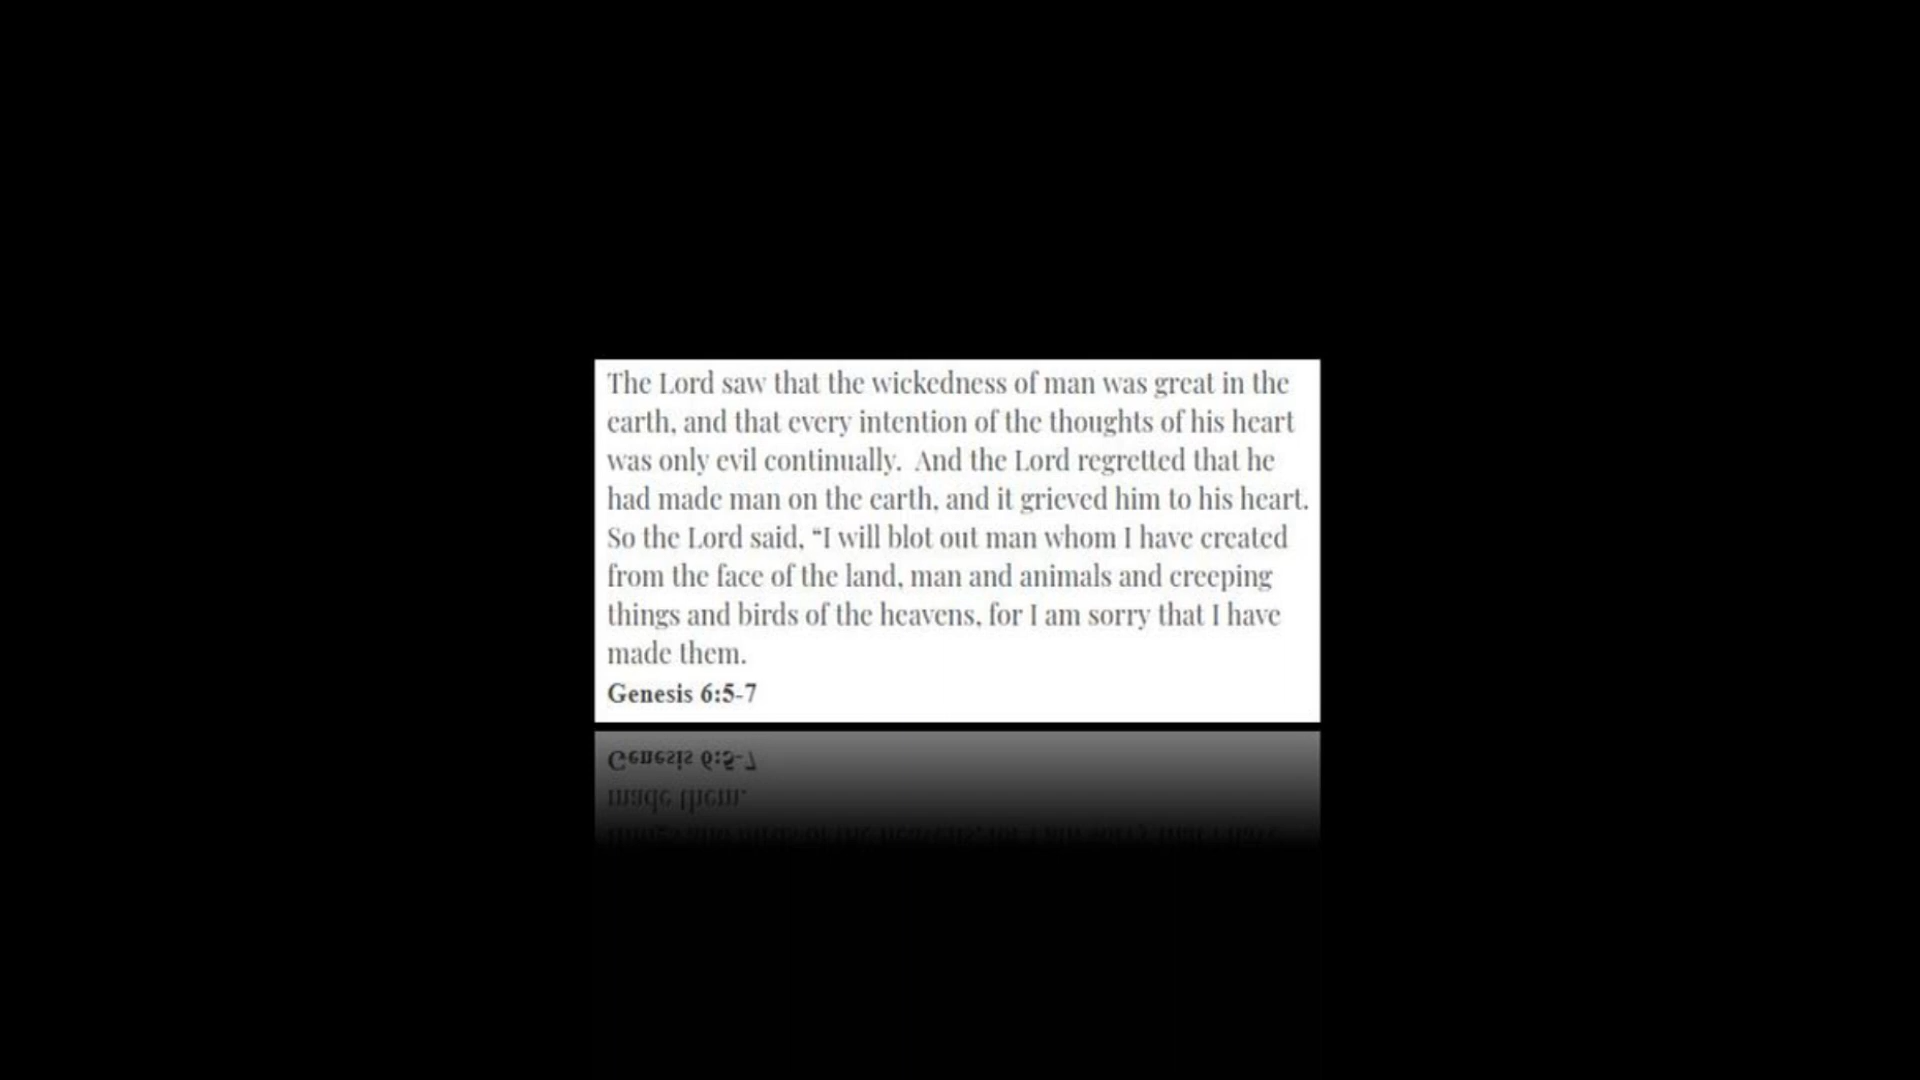 The Lord saw that the wickedness of man was great in the
earth, and that every intention of the thoughts of his heart
was only evil continually.  And the Lord regretted that he
had made man on the earth, and it grieved him to his heart.
So the Lord said, “I will blot out man whom I have created
from the face of the land, man and animals and creeping
things and birds of the heavens, for I am sorry that I have
made them.
Genesis 6:5-7